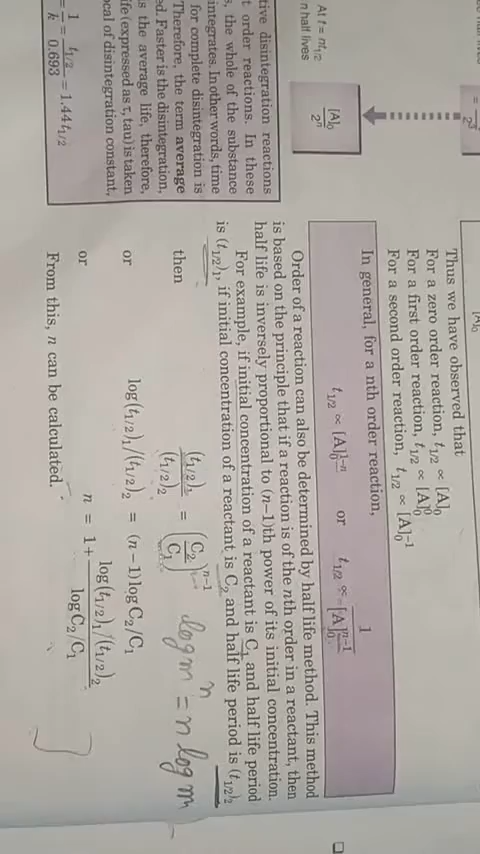 At t = nt1/2
n half lives
[A]0
2ⁿ
= 
2³
tive disintegration reactions
t order reactions. In these
s, the whole of the substance
integrates. In other words, time
for complete disintegration is
Therefore, the term average
ed. Faster is the disintegration,
s the average life, therefore,
ife (expressed as τ, tau) is taken
ocal of disintegration constant,
1/k = t1/2/0.693 = 1.44 t1/2
[A]0
Thus we have observed that
For a zero order reaction, t1/2 ∝ [A]0
For a first order reaction, t1/2 ∝ [A]⁰0
For a second order reaction, t1/2 ∝ [A]0⁻¹
In general, for a nth order reaction,
t1/2 ∝ [A]0¹⁻ⁿ or t1/2 ∝ 1/[A]0ⁿ⁻¹
Order of a reaction can also be determined by half life method. This method
is based on the principle that if a reaction is of the nth order in a reactant, then
half life is inversely proportional to (n–1)th power of its initial concentration.
For example, if initial concentration of a reactant is C1 and half life period
is (t1/2)1, if initial concentration of a reactant is C2 and half life period is (t1/2)2
then (t1/2)1/(t1/2)2 = (C2/C1)ⁿ⁻¹
log mⁿ = n log m
or log(t1/2)1/(t1/2)2 = (n–1) log C2/C1
or n = 1 + log(t1/2)1/(t1/2)2 / log C2/C1
From this, n can be calculated.